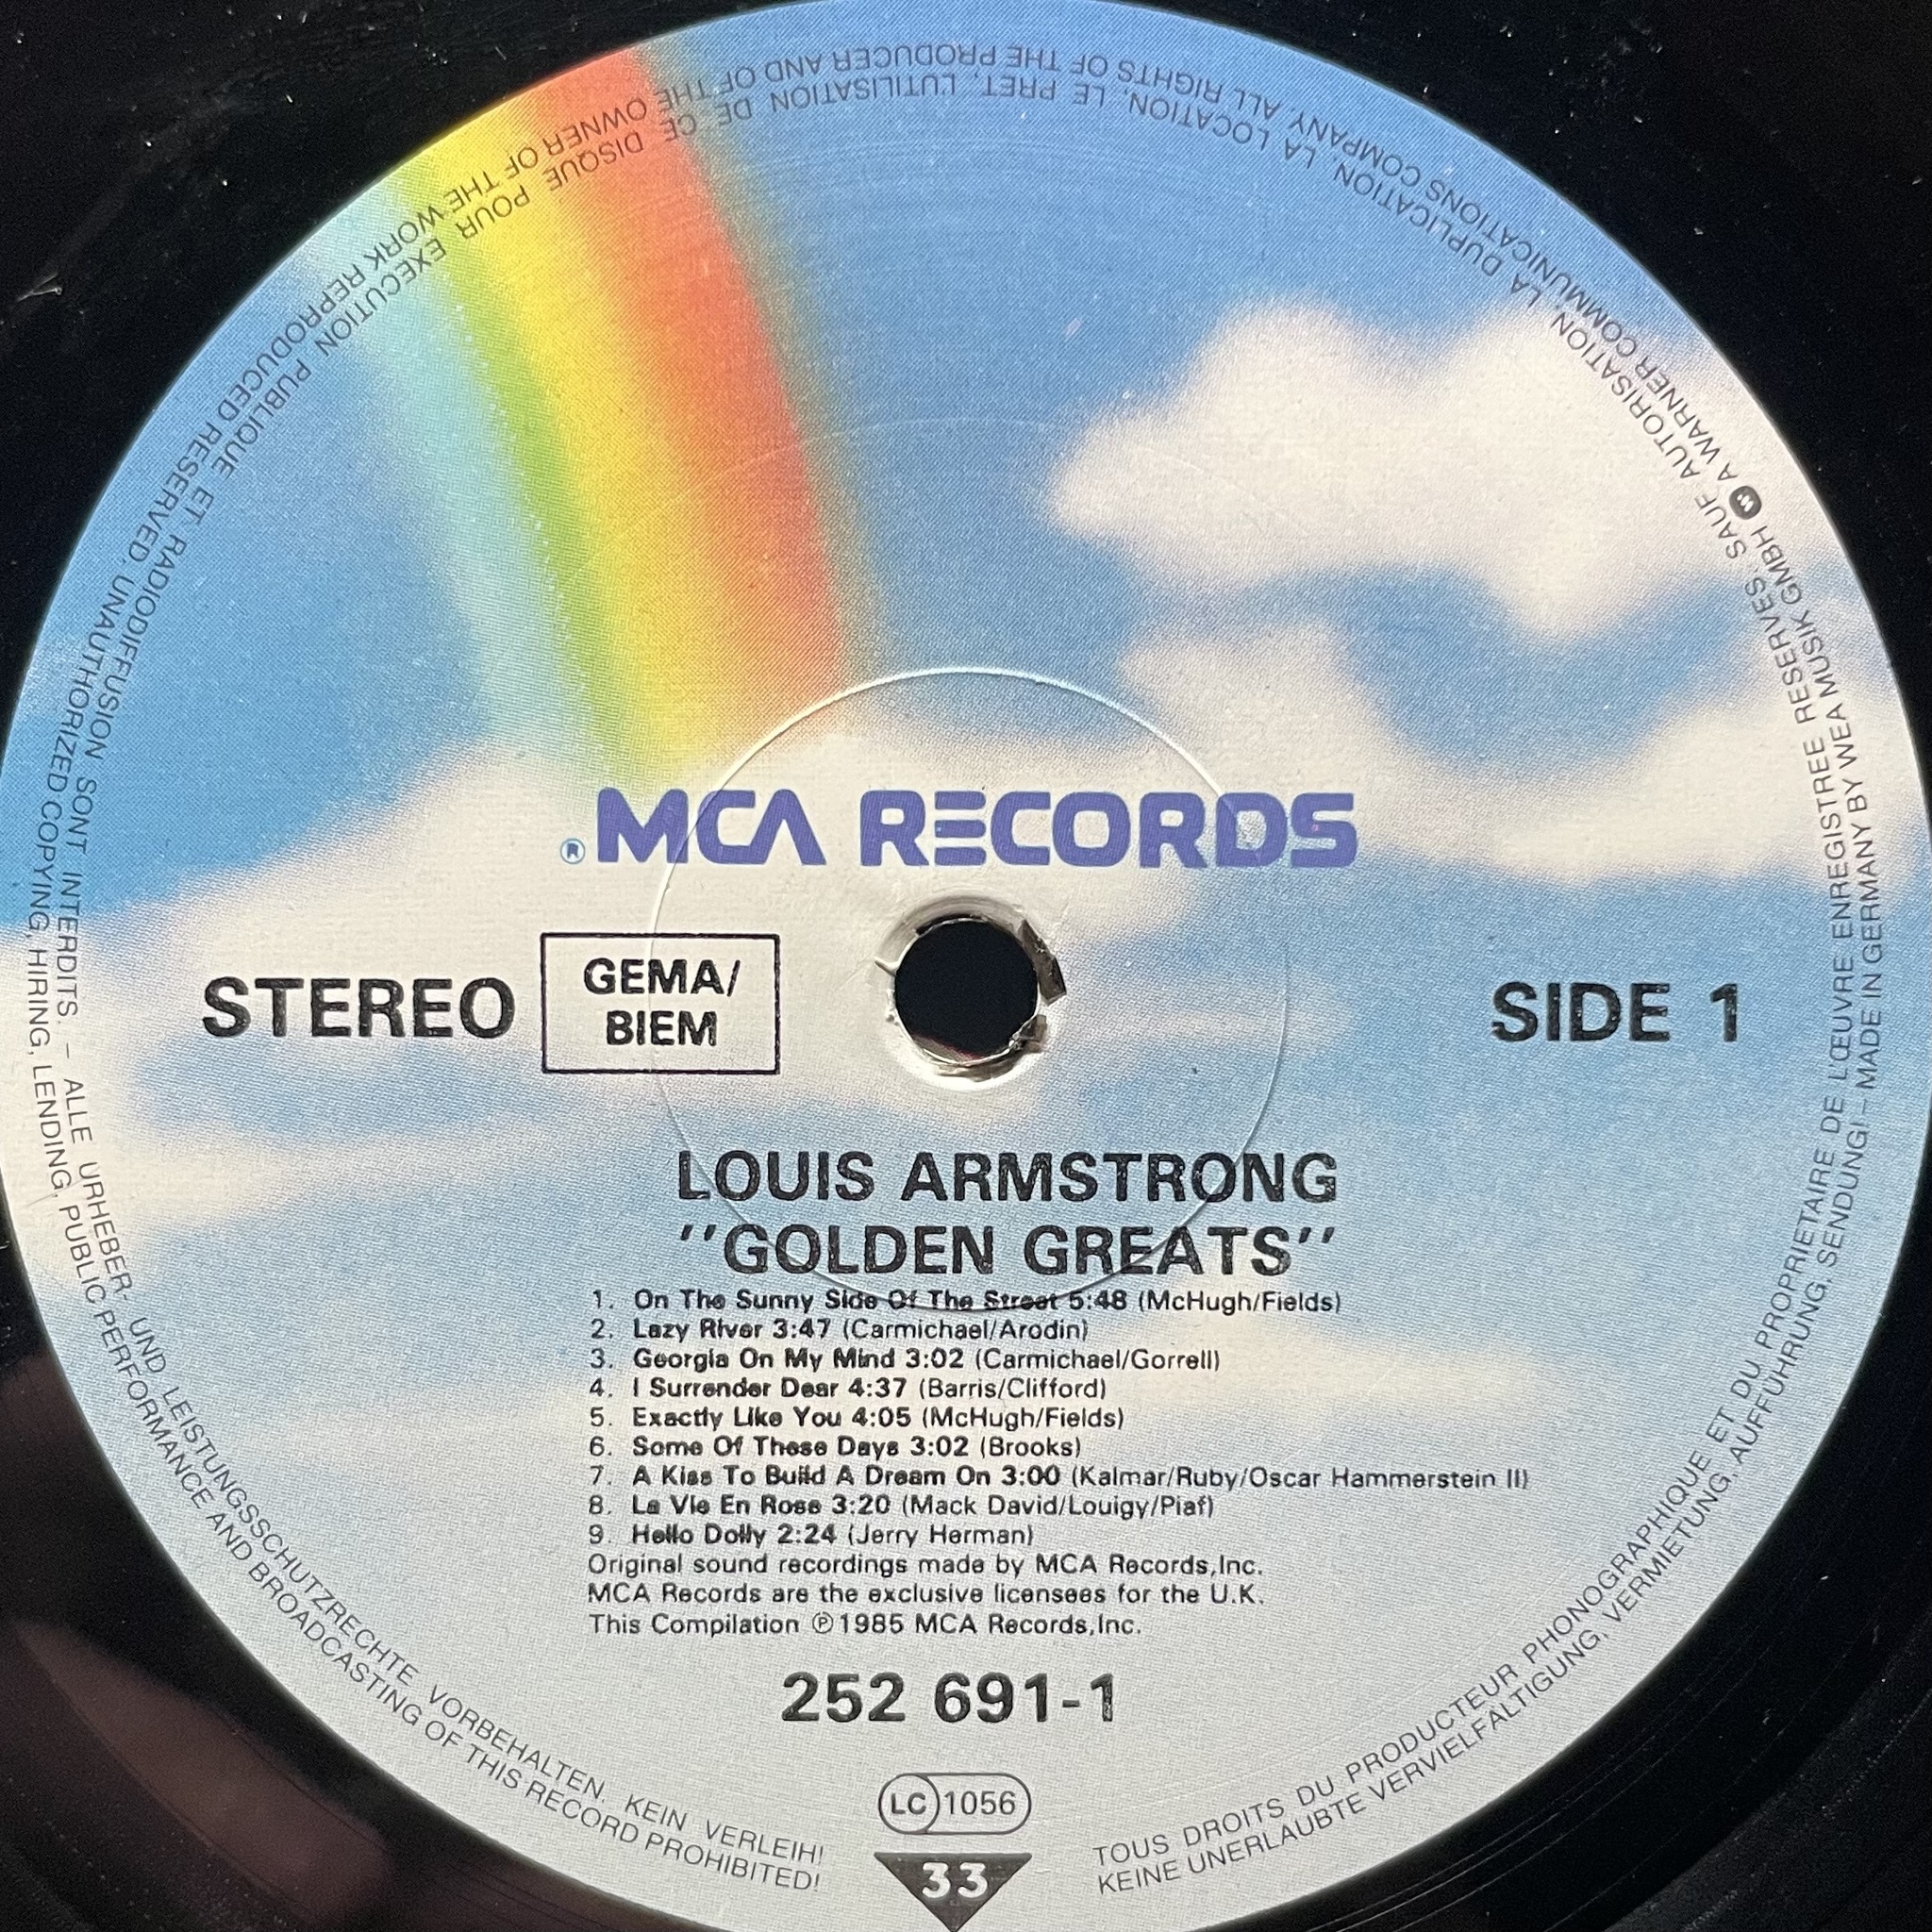 ® MCA RECORDS
STEREO
GEMA/
BIEM
SIDE 1
LOUIS ARMSTRONG
"GOLDEN GREATS"
1. On The Sunny Side Of The Street 5:48 (McHugh/Fields)
2. Lazy River 3:47 (Carmichael/Arodin)
3. Georgia On My Mind 3:02 (Carmichael/Gorrell)
4. I Surrender Dear 4:37 (Barris/Clifford)
5. Exactly Like You 4:05 (McHugh/Fields)
6. Some Of These Days 3:02 (Brooks)
7. A Kiss To Build A Dream On 3:00 (Kalmar/Ruby/Oscar Hammerstein II)
8. La Vie En Rose 3:20 (Mack David/Louigy/Piaf)
9. Hello Dolly 2:24 (Jerry Herman)
Original sound recordings made by MCA Records,Inc.
MCA Records are the exclusive licensees for the U.K.
This Compilation ℗1985 MCA Records,Inc.
252 691-1
LC 1056
33
TOUS DROITS DU PRODUCTEUR PHONOGRAPHIQUE ET DU PROPRIETAIRE DE L'ŒUVRE ENREGISTREE RESERVES. SAUF AUTORISATION, LA DUPLICATION, LA LOCATION, LE PRET, L'UTILISATION DE CE DISQUE POUR EXECUTION PUBLIQUE ET RADIODIFFUSION SONT INTERDITS. – ALLE URHEBER- UND LEISTUNGSSCHUTZRECHTE VORBEHALTEN. KEIN VERLEIH!
KEINE UNERLAUBTE VERVIELFÄLTIGUNG, VERMIETUNG, AUFFÜHRUNG, SENDUNG! – MADE IN GERMANY BY WEA MUSIK GMBH A WARNER COMMUNICATIONS COMPANY. ALL RIGHTS OF THE PRODUCER AND OF THE OWNER OF THE WORK REPRODUCED RESERVED. UNAUTHORIZED COPYING, HIRING, LENDING, PUBLIC PERFORMANCE AND BROADCASTING OF THIS RECORD PROHIBITED!